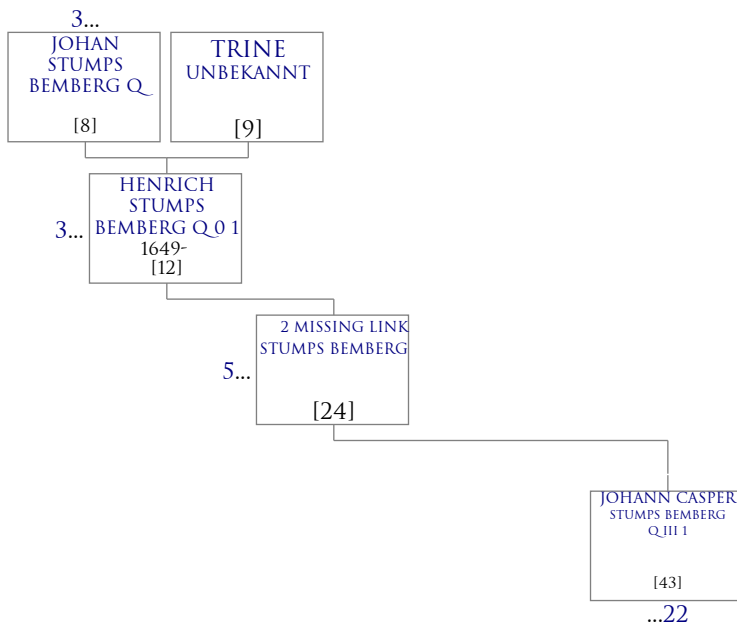 3...
JOHAN
STUMPS
BEMBERG Q
[8]
TRINE
UNBEKANNT
[9]
3...
HENRICH
STUMPS
BEMBERG Q 0 1
1649-
[12]
5...
2 MISSING LINK
STUMPS BEMBERG
[24]
JOHANN CASPER
STUMPS BEMBERG
Q III 1
[43]
...22